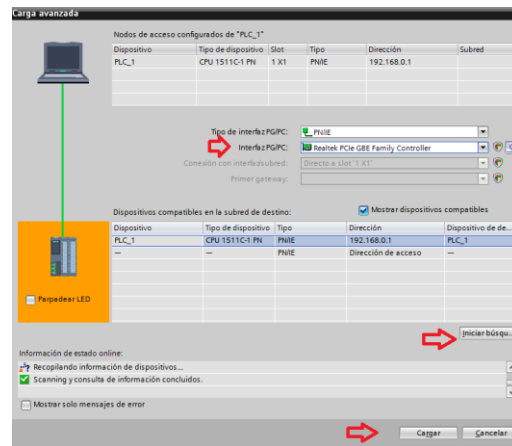 Carga avanzada
Nodos de acceso configurados de "PLC_1"
Dispositivo Tipo de dispositivo Slot Tipo Dirección Subred
PLC_1 CPU 1511C-1 PN 1 X1 PN/IE 192.168.0.1
Tipo de interfaz PG/PC: PN/IE
Interfaz PG/PC: Realtek PCIe GBE Family Controller
Conexión con interfaz/subred: Directo a slot '1 X1'
Primer gateway:
Dispositivos compatibles en la subred de destino: Mostrar dispositivos compatibles
Dispositivo Tipo de dispositivo Tipo Dirección Dispositivo de de...
PLC_1 CPU 1511C-1 PN PN/IE 192.168.0.1 PLC_1
— — PN/IE Dirección de acceso —
Parpadear LED
Iniciar búsqu...
Información de estado online:
Recopilando información de dispositivos...
Scanning y consulta de información concluidos.
Mostrar solo mensajes de error
Cargar Cancelar